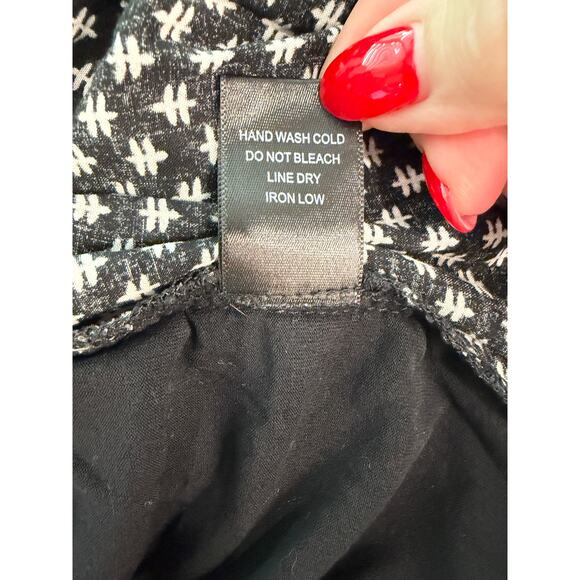 HAND WASH COLD
DO NOT BLEACH
LINE DRY
IRON LOW